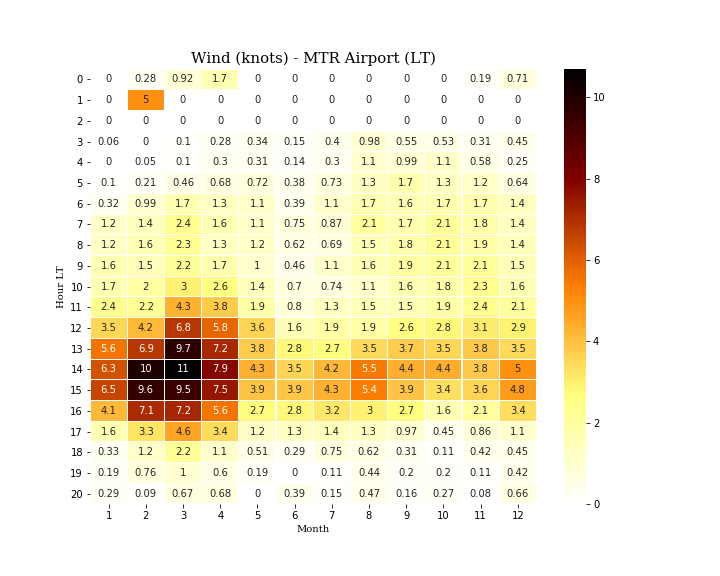 Wind (knots) - MTR Airport (LT)
0 0 0.28 0.92 1.7 0 0 0 0 0 0 0.19 0.71
1 0 5 0 0 0 0 0 0 0 0 0 0
2 0 0 0 0 0 0 0 0 0 0 0 0
3 0.06 0 0.1 0.28 0.34 0.15 0.4 0.98 0.55 0.53 0.31 0.45
4 0 0.05 0.1 0.3 0.31 0.14 0.3 1.1 0.99 1.1 0.58 0.25
5 0.1 0.21 0.46 0.68 0.72 0.38 0.73 1.3 1.7 1.3 1.2 0.64
6 0.32 0.99 1.7 1.3 1.1 0.39 1.1 1.7 1.6 1.7 1.7 1.4
7 1.2 1.4 2.4 1.6 1.1 0.75 0.87 2.1 1.7 2.1 1.8 1.4
8 1.2 1.6 2.3 1.3 1.2 0.62 0.69 1.5 1.8 2.1 1.9 1.4
9 1.6 1.5 2.2 1.7 1 0.46 1.1 1.6 1.9 2.1 2.1 1.5
10 1.7 2 3 2.6 1.4 0.7 0.74 1.1 1.6 1.8 2.3 1.6
11 2.4 2.2 4.3 3.8 1.9 0.8 1.3 1.5 1.5 1.9 2.4 2.1
12 3.5 4.2 6.8 5.8 3.6 1.6 1.9 1.9 2.6 2.8 3.1 2.9
13 5.6 6.9 9.7 7.2 3.8 2.8 2.7 3.5 3.7 3.5 3.8 3.5
14 6.3 10 11 7.9 4.3 3.5 4.2 5.5 4.4 4.4 3.8 5
15 6.5 9.6 9.5 7.5 3.9 3.9 4.3 5.4 3.9 3.4 3.6 4.8
16 4.1 7.1 7.2 5.6 2.7 2.8 3.2 3 2.7 1.6 2.1 3.4
17 1.6 3.3 4.6 3.4 1.2 1.3 1.4 1.3 0.97 0.45 0.86 1.1
18 0.33 1.2 2.2 1.1 0.51 0.29 0.75 0.62 0.31 0.11 0.42 0.45
19 0.19 0.76 1 0.6 0.19 0 0.11 0.44 0.2 0.2 0.11 0.42
20 0.29 0.09 0.67 0.68 0 0.39 0.15 0.47 0.16 0.27 0.08 0.66
1 2 3 4 5 6 7 8 9 10 11 12
Month
Hour LT
10
8
6
4
2
0